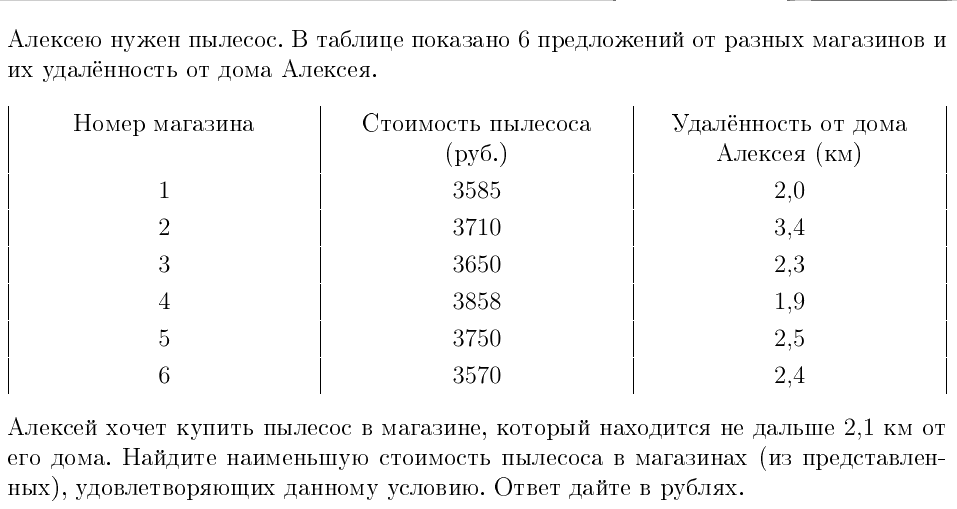 Алексею нужен пылесос. В таблице показано 6 предложений от разных магазинов и
их удалённость от дома Алексея.
Номер магазина Стоимость пылесоса Удалённость от дома
(руб.) Алексея (км)
1 3585 2,0
2 3710 3,4
3 3650 2,3
4 3858 1,9
5 3750 2,5
6 3570 2,4
Алексей хочет купить пылесос в магазине, который находится не дальше 2,1 км от
его дома. Найдите наименьшую стоимость пылесоса в магазинах (из представлен-
ных), удовлетворяющих данному условию. Ответ дайте в рублях.